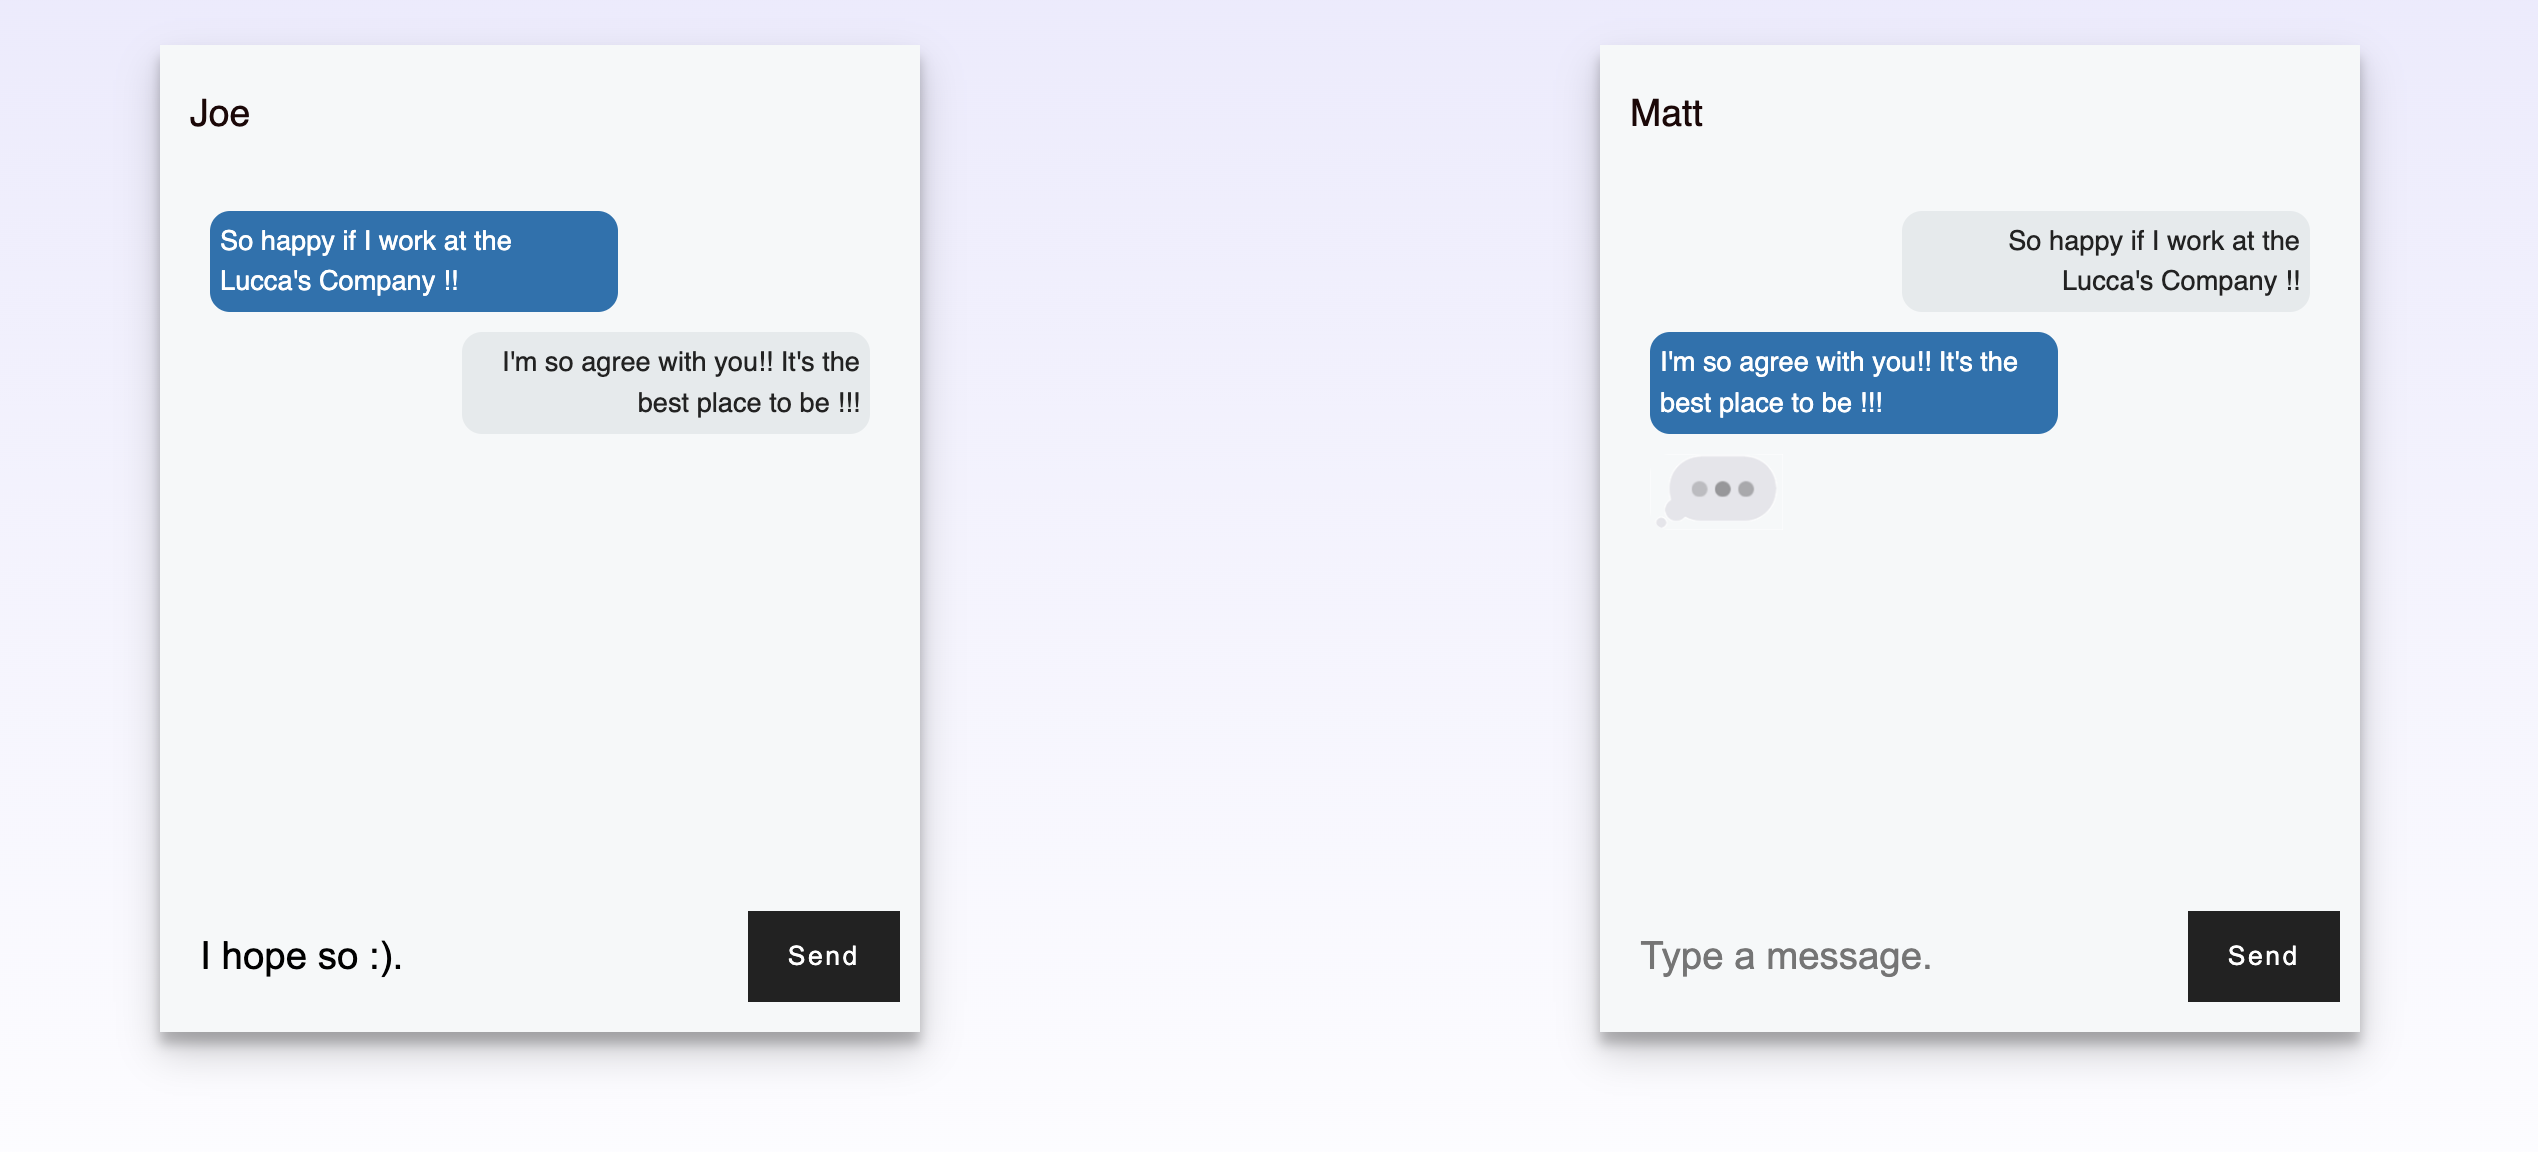 Joe
So happy if I work at the
Lucca's Company !!
I'm so agree with you!! It's the
best place to be !!!
I hope so :).
Send
Matt
So happy if I work at the
Lucca's Company !!
I'm so agree with you!! It's the
best place to be !!!
Type a message.
Send